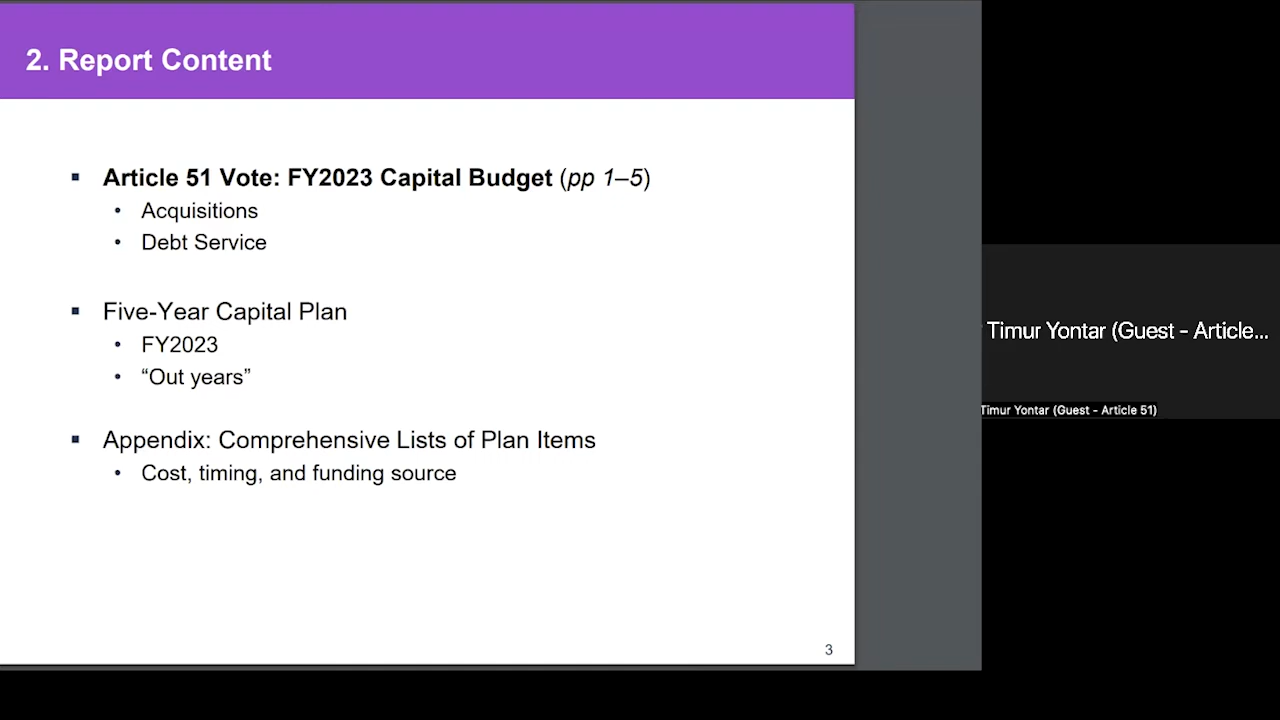 2. Report Content
▪ Article 51 Vote: FY2023 Capital Budget (pp 1–5)
• Acquisitions
• Debt Service
▪ Five-Year Capital Plan
• FY2023
• “Out years”
▪ Appendix: Comprehensive Lists of Plan Items
• Cost, timing, and funding source
3
Timur Yontar (Guest - Article...
Timur Yontar (Guest - Article 51)